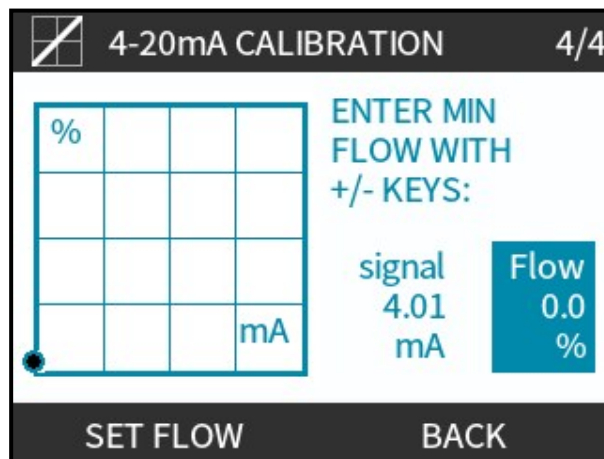 4-20mA CALIBRATION 4/4
%
mA
ENTER MIN
FLOW WITH
+/- KEYS:
signal
4.01
mA
Flow
0.0
%
SET FLOW
BACK